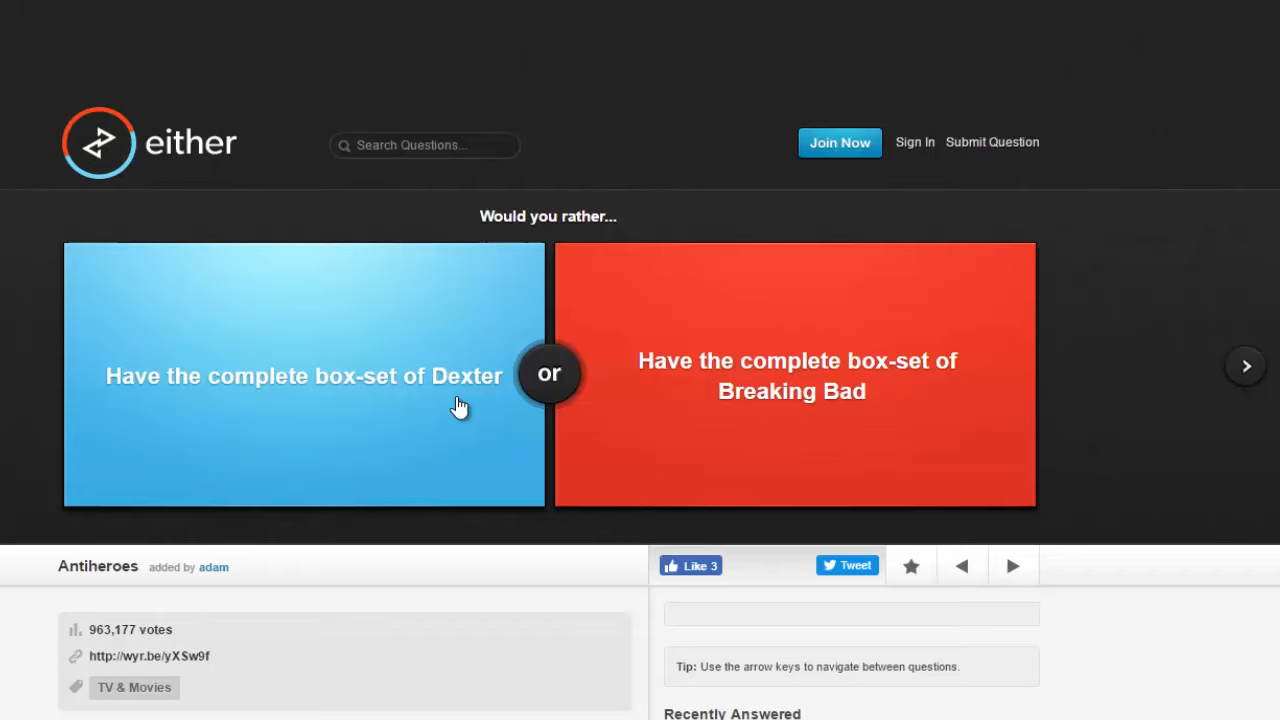 either
Search Questions...
Join Now
Sign In
Submit Question
Would you rather...
Have the complete box-set of Dexter
or
Have the complete box-set of
Breaking Bad
Antiheroes added by adam
Like 3
Tweet
963,177 votes
http://wyr.be/yXSw9f
TV & Movies
Tip: Use the arrow keys to navigate between questions.
Recently Answered